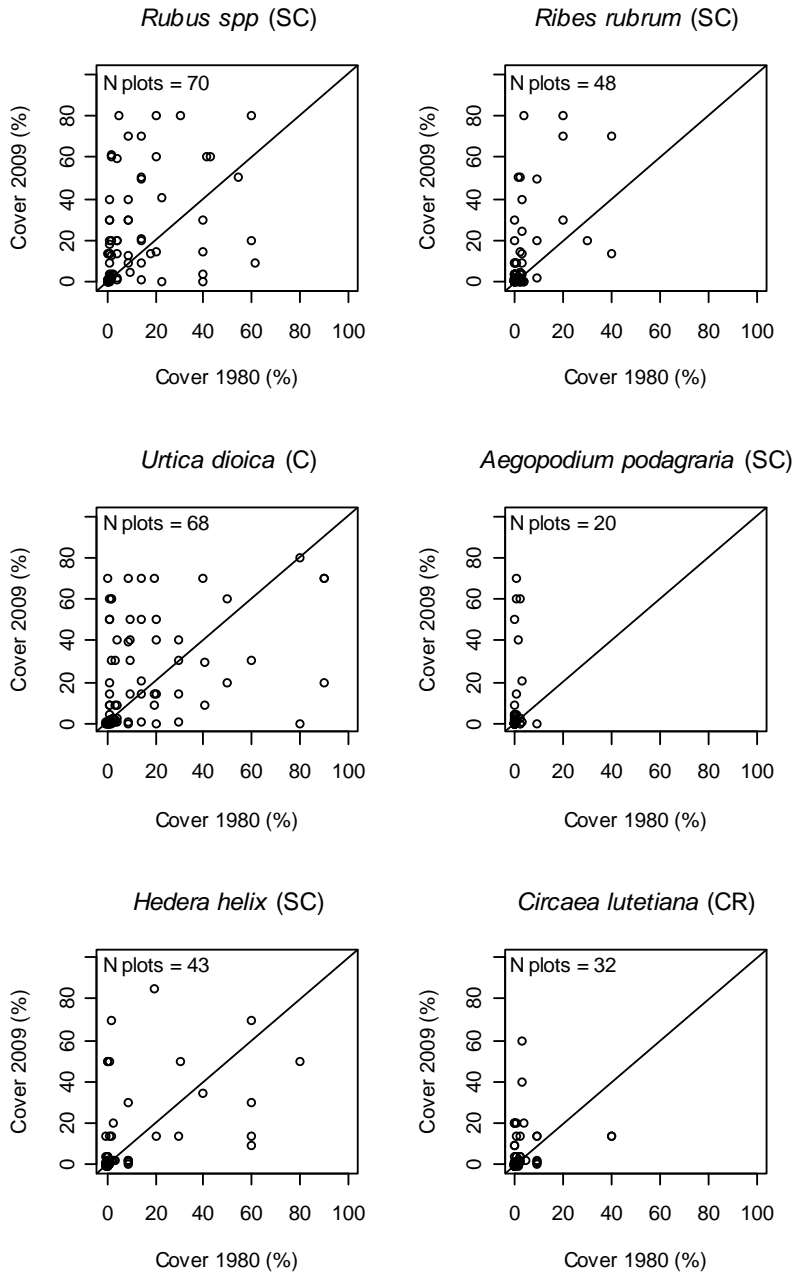 Rubus spp (SC)
N plots = 70
Cover 2009 (%)
0 20 40 60 80
0 20 40 60 80 100
Cover 1980 (%)
Ribes rubrum (SC)
N plots = 48
Cover 2009 (%)
0 20 40 60 80
0 20 40 60 80 100
Cover 1980 (%)
Urtica dioica (C)
N plots = 68
Cover 2009 (%)
0 20 40 60 80
0 20 40 60 80 100
Cover 1980 (%)
Aegopodium podagraria (SC)
N plots = 20
Cover 2009 (%)
0 20 40 60 80
0 20 40 60 80 100
Cover 1980 (%)
Hedera helix (SC)
N plots = 43
Cover 2009 (%)
0 20 40 60 80
0 20 40 60 80 100
Cover 1980 (%)
Circaea lutetiana (CR)
N plots = 32
Cover 2009 (%)
0 20 40 60 80
0 20 40 60 80 100
Cover 1980 (%)